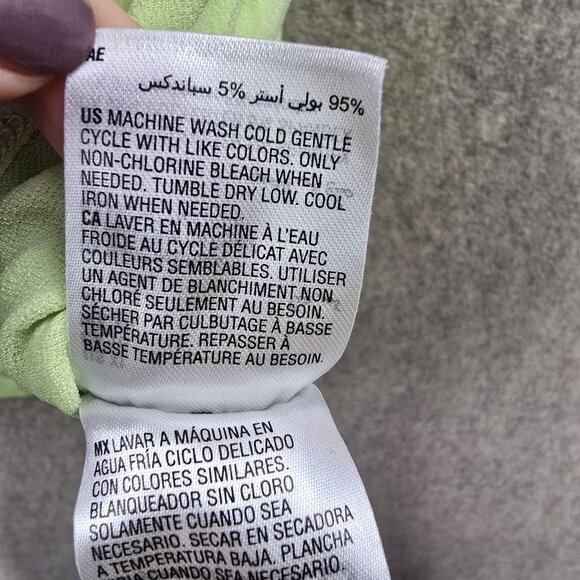 AE
95% بولي أستر 5% سباندكس
US MACHINE WASH COLD GENTLE
CYCLE WITH LIKE COLORS. ONLY
NON-CHLORINE BLEACH WHEN
NEEDED. TUMBLE DRY LOW. COOL
IRON WHEN NEEDED.
CA LAVER EN MACHINE À L'EAU
FROIDE AU CYCLE DÉLICAT AVEC
COULEURS SEMBLABLES. UTILISER
UN AGENT DE BLANCHIMENT NON
CHLORÉ SEULEMENT AU BESOIN.
SÉCHER PAR CULBUTAGE À BASSE
TEMPÉRATURE. REPASSER À
BASSE TEMPÉRATURE AU BESOIN.
MX LAVAR A MÁQUINA EN
AGUA FRÍA CICLO DELICADO
CON COLORES SIMILARES.
BLANQUEADOR SIN CLORO
SOLAMENTE CUANDO SEA
NECESARIO. SECAR EN SECADORA
A TEMPERATURA BAJA. PLANCHA
CUANDO SEA NECESARIO.